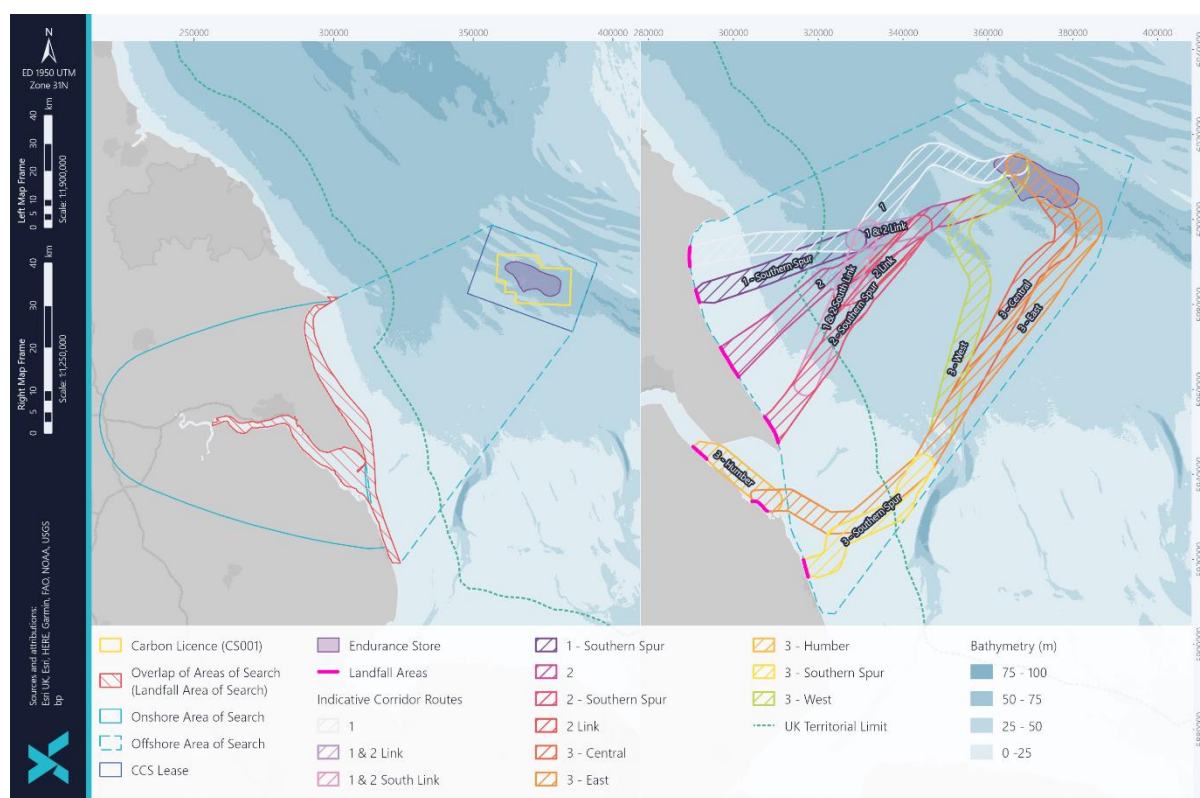 N
ED 1950 UTM
Zone 31N
km
40
30
20
10
5
0
Left Map Frame
Scale: 1:1,900,000
km
40
30
20
10
5
0
Right Map Frame
Scale: 1:1,250,000
Sources and attributions:
Esri UK, Esri, HERE, Garmin, FAO, NOAA, USGS
bp
250000
300000
350000
400000
280000
300000
320000
340000
360000
380000
400000
1
1 & 2 Link
1 - Southern Spur
2
1 & 2 South Link
2 Link
2 - Southern Spur
3 - Central
3 - East
3 - West
3 - Humber
3 - Southern Spur
Carbon Licence (CS001)
Overlap of Areas of Search
(Landfall Area of Search)
Onshore Area of Search
Offshore Area of Search
CCS Lease
Endurance Store
Landfall Areas
Indicative Corridor Routes
1
1 & 2 Link
1 & 2 South Link
1 - Southern Spur
2
2 - Southern Spur
2 Link
3 - Central
3 - East
3 - Humber
3 - Southern Spur
3 - West
UK Territorial Limit
Bathymetry (m)
75 - 100
50 - 75
25 - 50
0 -25